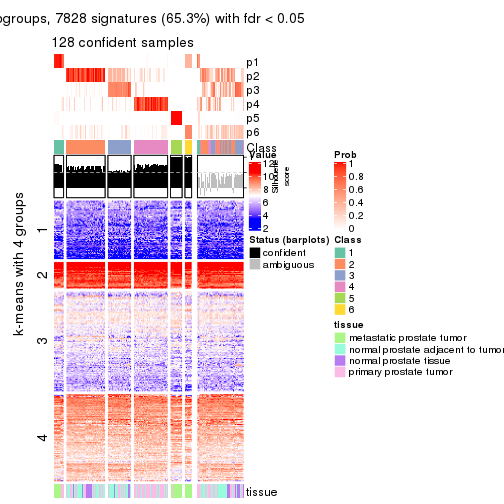 ogroups, 7828 signatures (65.3%) with fdr < 0.05
128 confident samples
p1
p2
p3
p4
p5
p6
Class
Silhouette
score
k-means with 4 groups
1
2
3
4
Value
12
10
8
6
4
2
Status (barplots)
confident
ambiguous
Prob
1
0.8
0.6
0.4
0.2
0
Class
1
2
3
4
5
6
tissue
metastatic prostate tumor
normal prostate adjacent to tumor
normal prostate tissue
primary prostate tumor
tissue